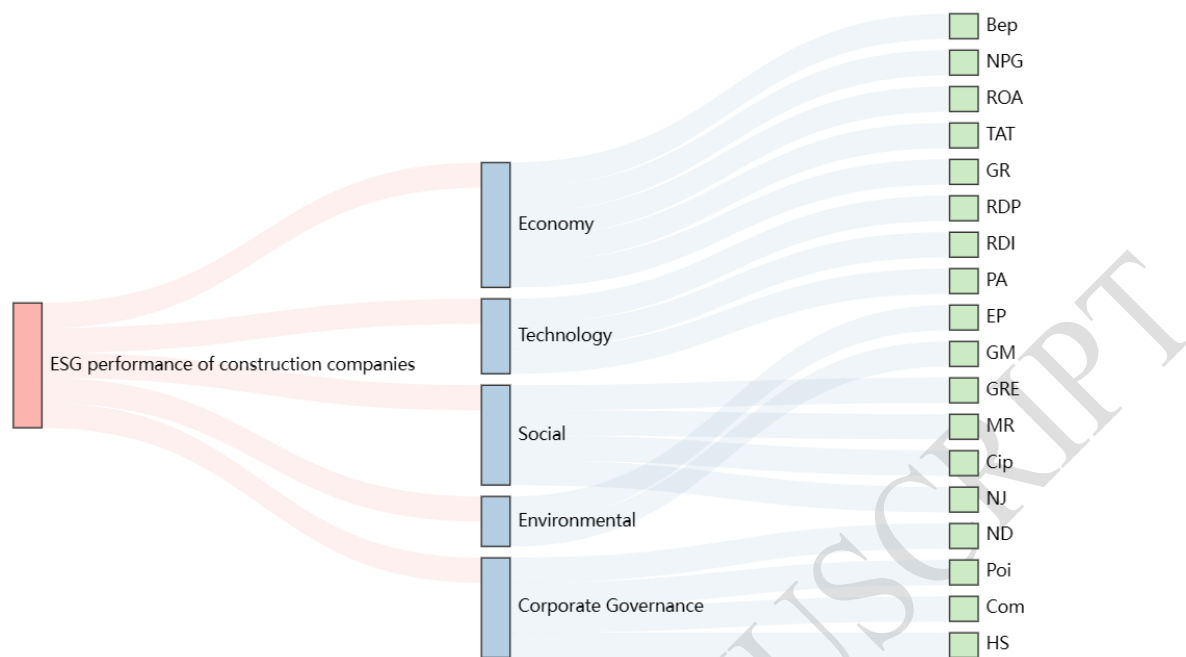 Bep
NPG
ROA
TAT
GR
RDP
RDI
PA
EP
GM
GRE
MR
Cip
NJ
ND
Poi
Com
HS
Economy
Technology
Social
Environmental
Corporate Governance
ESG performance of construction companies